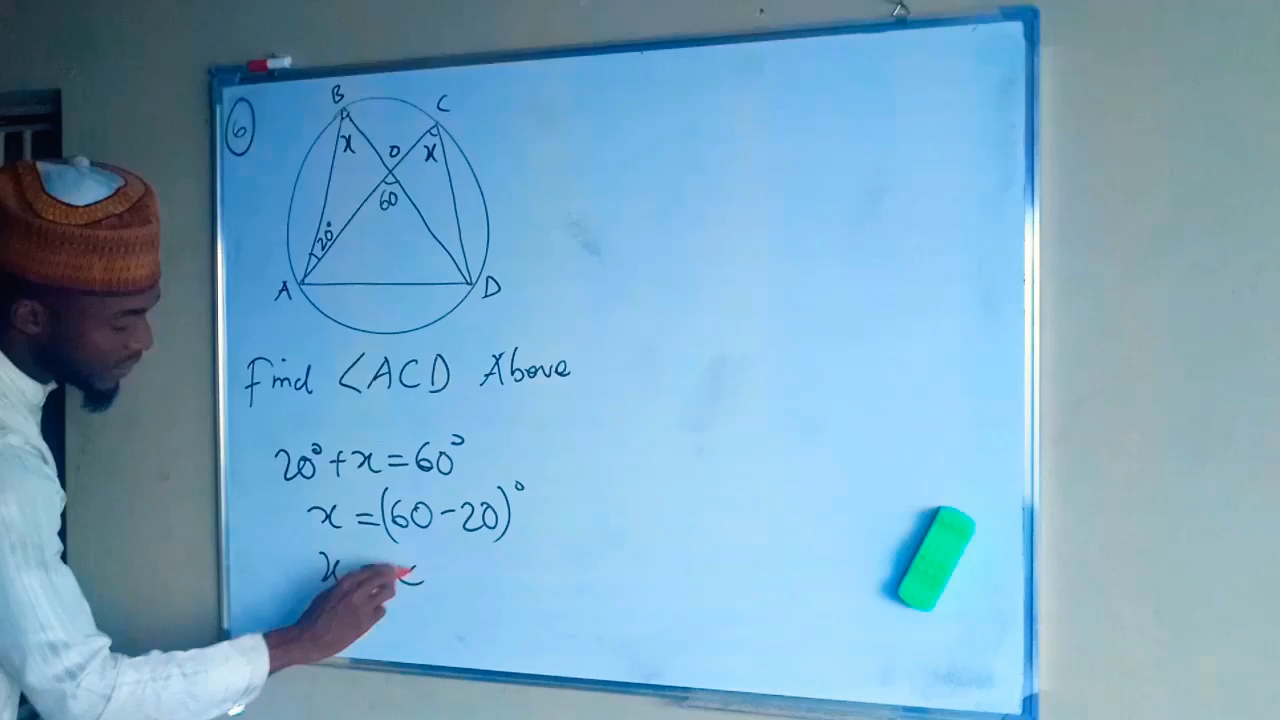 6
B
C
x
O
x
60
20°
A
D
Find <ACD Above
20° + x = 60°
x = (60 - 20)°
x